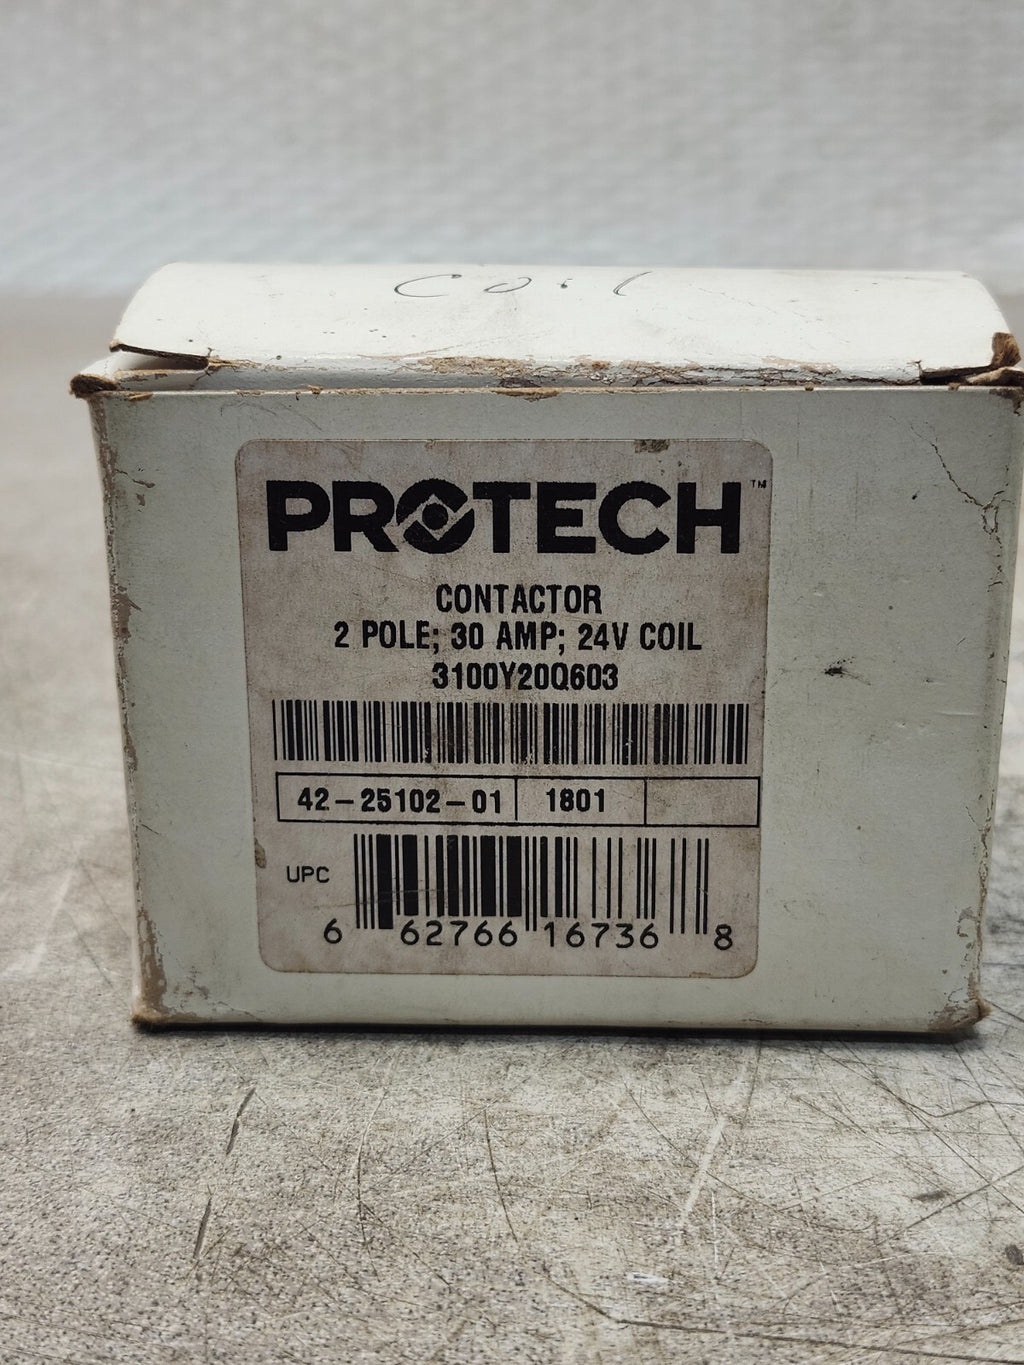 Coil
PROTECH™
CONTACTOR
2 POLE; 30 AMP; 24V COIL
3100Y20Q603
42-25102-01 1801
UPC
6 62766 16736 8